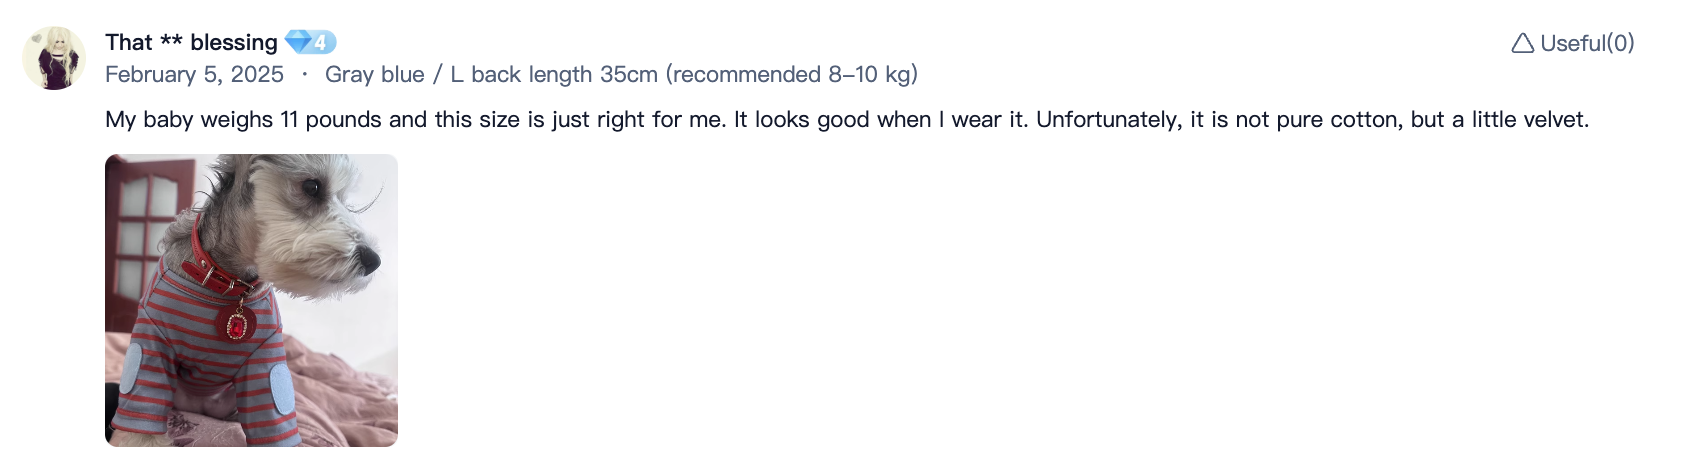 That ** blessing 4
Useful(0)
February 5, 2025 · Gray blue / L back length 35cm (recommended 8–10 kg)
My baby weighs 11 pounds and this size is just right for me. It looks good when I wear it. Unfortunately, it is not pure cotton, but a little velvet.